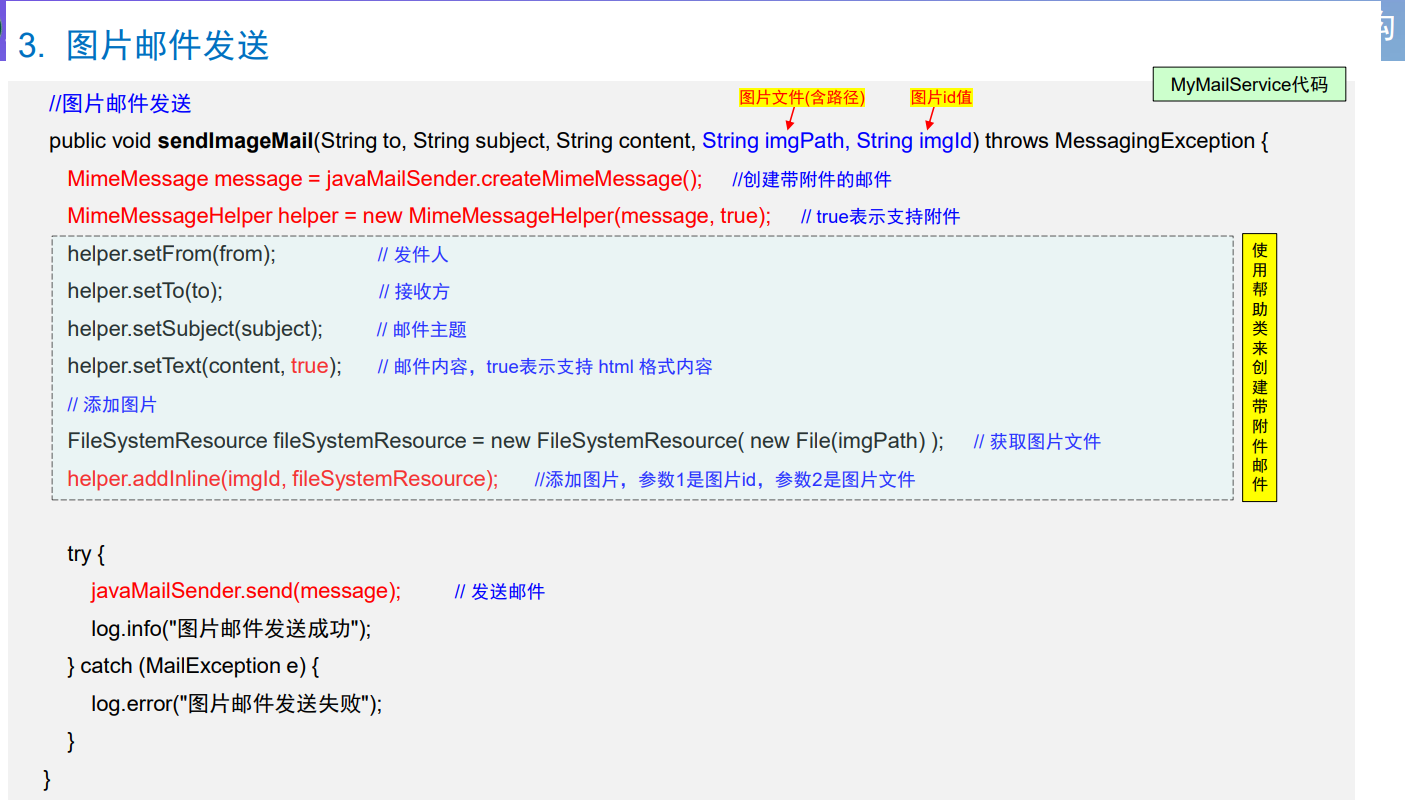 3. 图片邮件发送
构
MyMailService代码
//图片邮件发送
图片文件(含路径)
图片id值
public void sendImageMail(String to, String subject, String content, String imgPath, String imgId) throws MessagingException {
MimeMessage message = javaMailSender.createMimeMessage(); //创建带附件的邮件
MimeMessageHelper helper = new MimeMessageHelper(message, true); // true表示支持附件
helper.setFrom(from); // 发件人
helper.setTo(to); // 接收方
helper.setSubject(subject); // 邮件主题
helper.setText(content, true); // 邮件内容，true表示支持 html 格式内容
// 添加图片
FileSystemResource fileSystemResource = new FileSystemResource( new File(imgPath) ); // 获取图片文件
helper.addInline(imgId, fileSystemResource); //添加图片，参数1是图片id，参数2是图片文件
使用帮助类来创建带附件邮件
try {
javaMailSender.send(message); // 发送邮件
log.info("图片邮件发送成功");
} catch (MailException e) {
log.error("图片邮件发送失败");
}
}